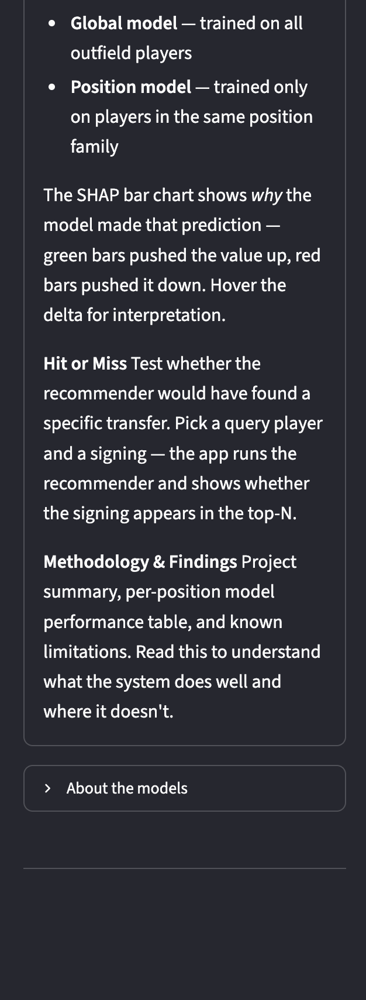 • Global model — trained on all
outfield players
• Position model — trained only
on players in the same position
family
The SHAP bar chart shows why the
model made that prediction —
green bars pushed the value up, red
bars pushed it down. Hover the
delta for interpretation.
Hit or Miss Test whether the
recommender would have found a
specific transfer. Pick a query player
and a signing — the app runs the
recommender and shows whether
the signing appears in the top-N.
Methodology & Findings Project
summary, per-position model
performance table, and known
limitations. Read this to understand
what the system does well and
where it doesn't.
About the models